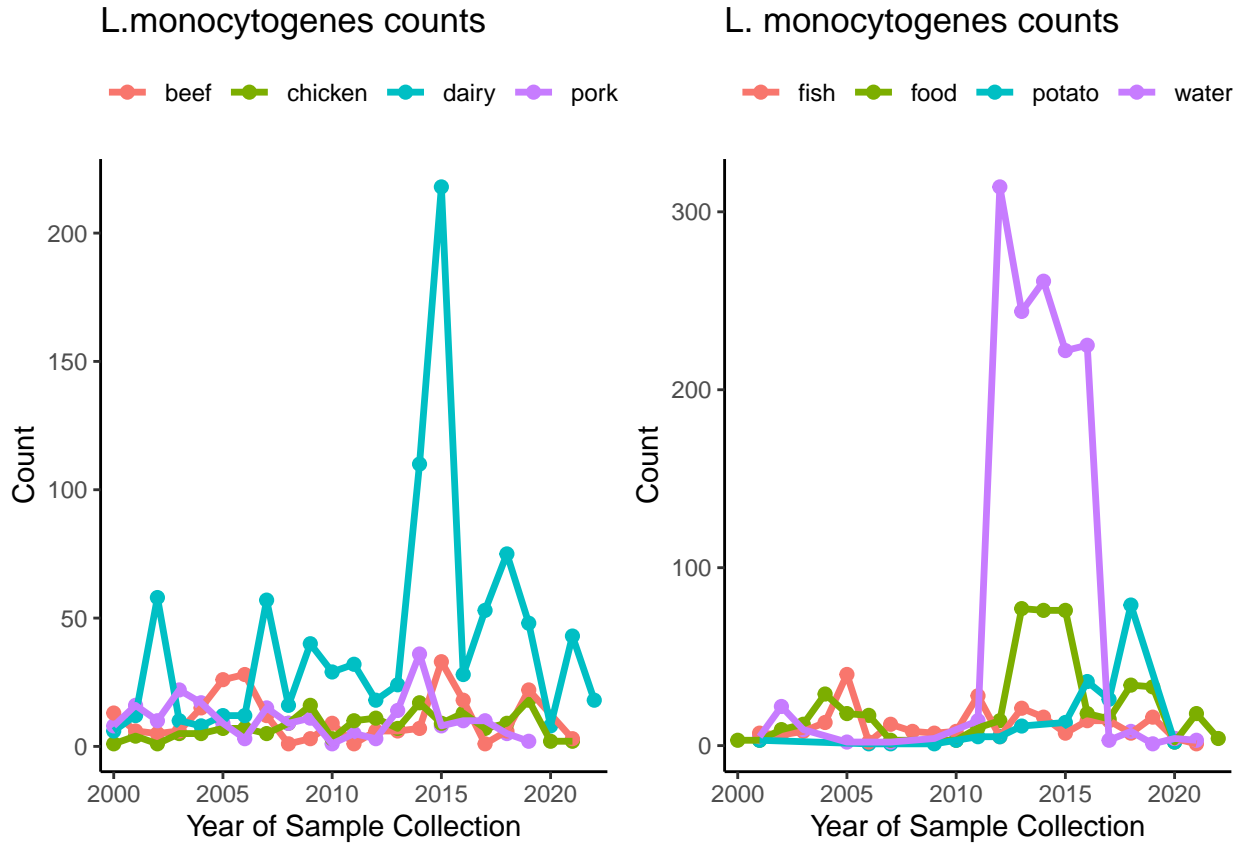 L.monocytogenes counts
beef chicken dairy pork
200
150
100
50
0
Count
2000 2005 2010 2015 2020
Year of Sample Collection
L. monocytogenes counts
fish food potato water
300
200
100
0
Count
2000 2005 2010 2015 2020
Year of Sample Collection